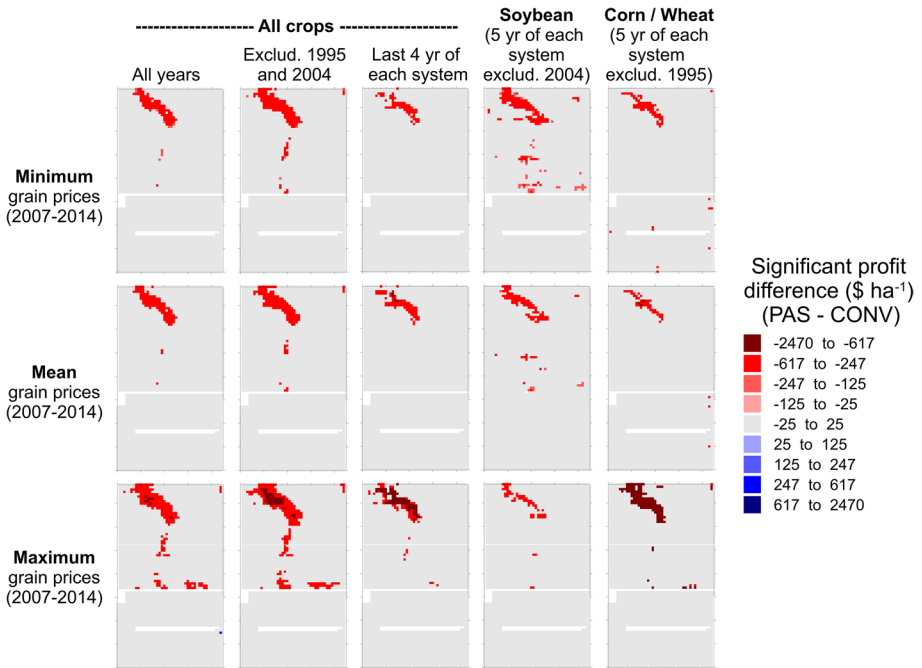 ------------------- All crops -------------------
All years
Exclud. 1995
and 2004
Last 4 yr of
each system
Soybean
(5 yr of each
system
exclud. 2004)
Corn / Wheat
(5 yr of each
system
exclud. 1995)
Minimum
grain prices
(2007-2014)
Mean
grain prices
(2007-2014)
Maximum
grain prices
(2007-2014)
Significant profit
difference ($ ha-1)
(PAS - CONV)
-2470 to -617
-617 to -247
-247 to -125
-125 to -25
-25 to 25
25 to 125
125 to 247
247 to 617
617 to 2470